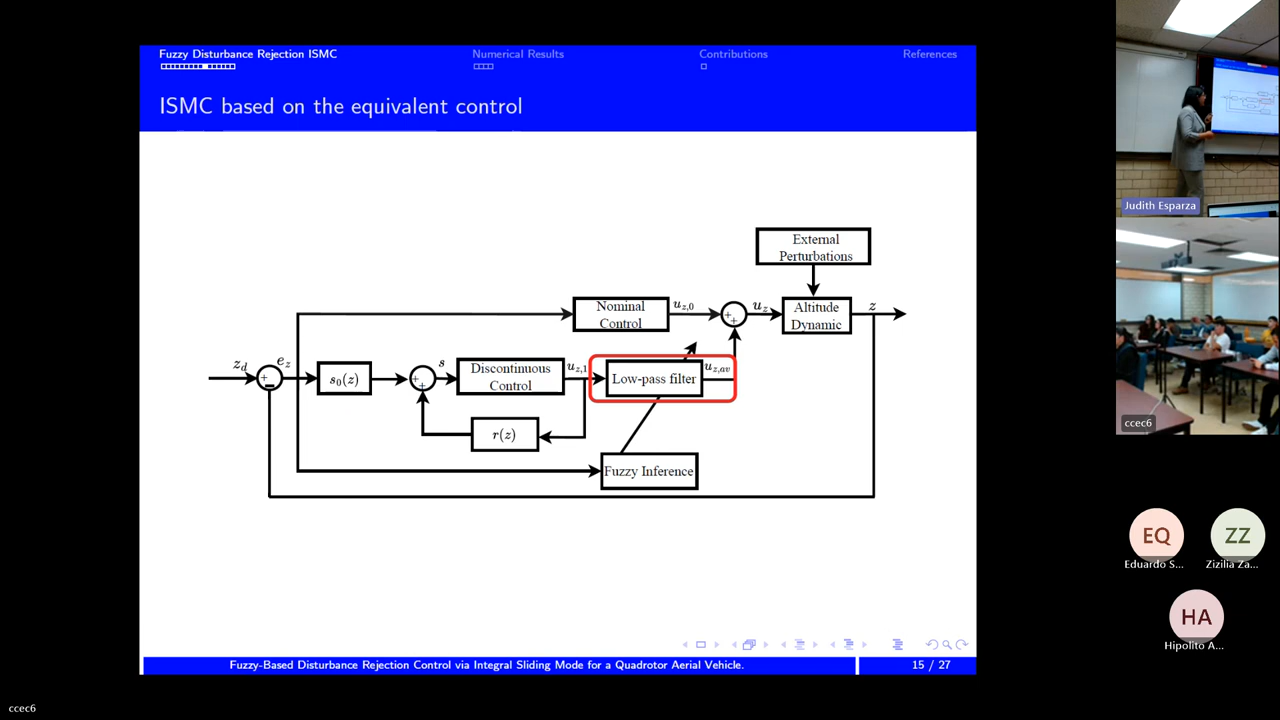 Fuzzy Disturbance Rejection ISMC
Numerical Results
Contributions
References
ISMC based on the equivalent control
External
Perturbations
Nominal
Control
u_{z,0}
u_z
Altitude
Dynamic
z
z_d
e_z
s_0(z)
s
Discontinuous
Control
u_{z,1}
Low-pass filter
u_{z,av}
r(z)
Fuzzy Inference
Fuzzy-Based Disturbance Rejection Control via Integral Sliding Mode for a Quadrotor Aerial Vehicle.
15 / 27
Judith Esparza
ccec6
EQ
Eduardo S...
ZZ
Zizilia Za...
HA
Hipolito A...
ccec6